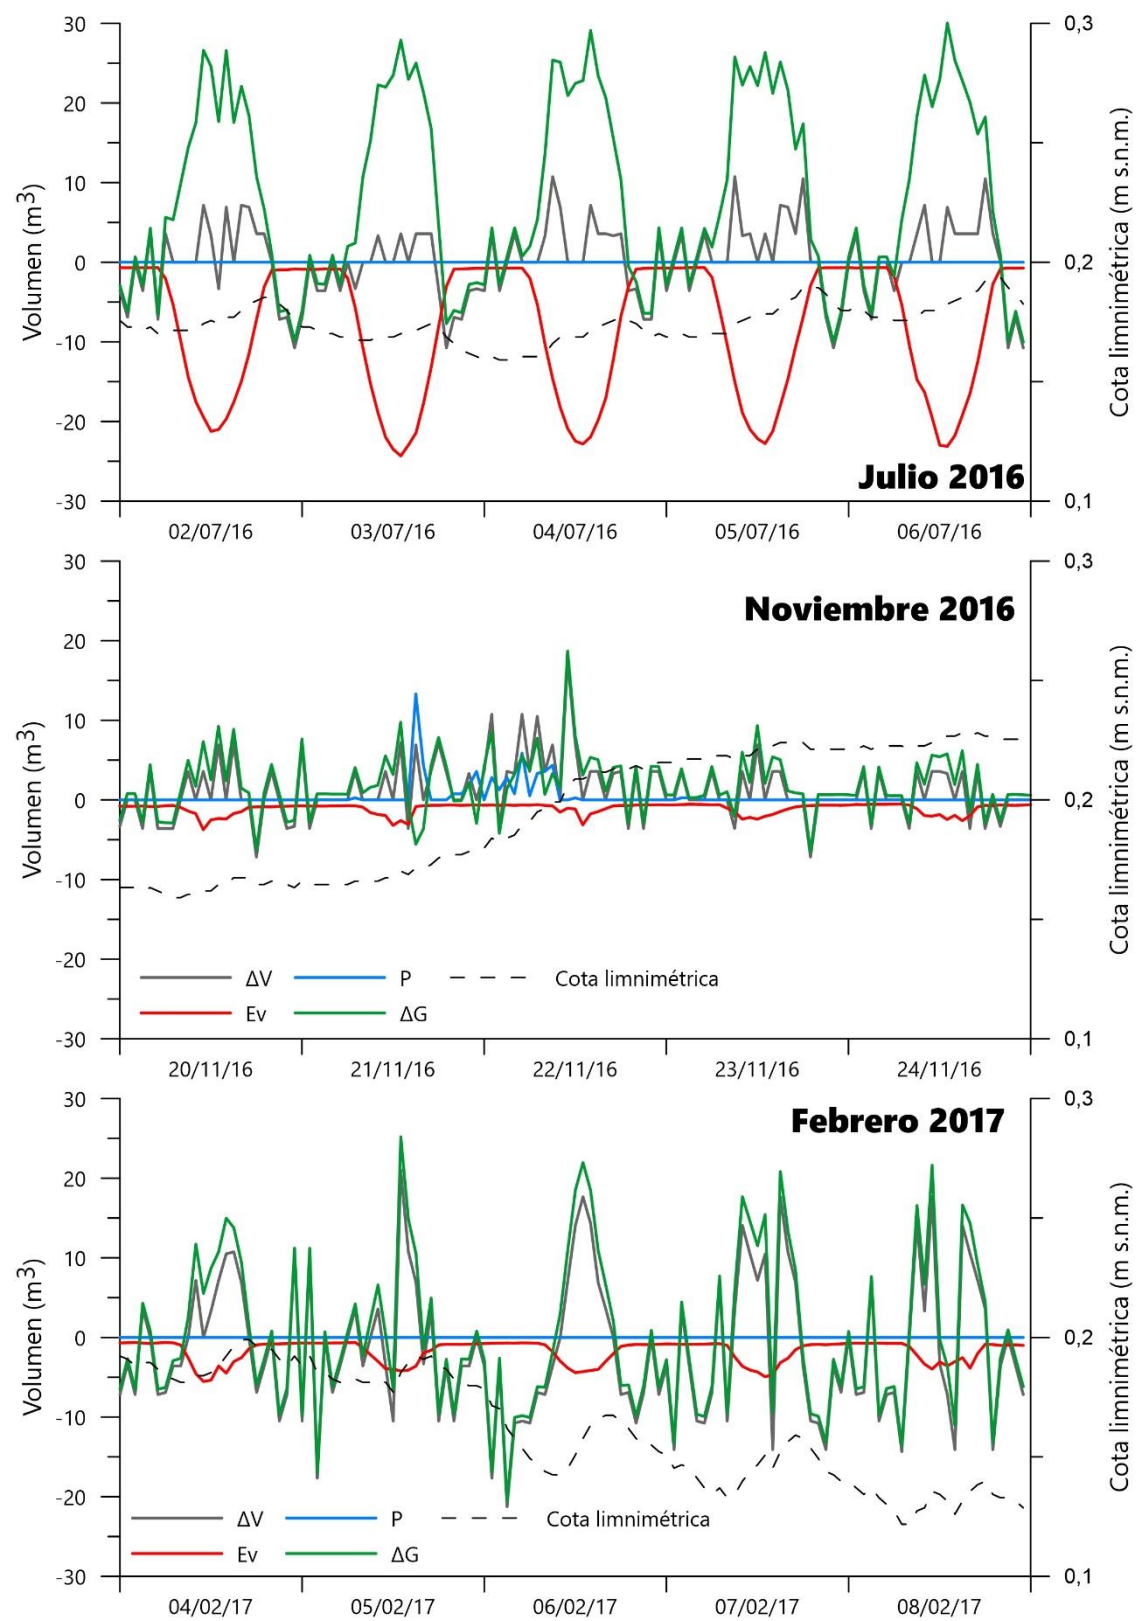 30
20
10
0
-10
-20
-30
Volumen (m3)
0,3
0,2
0,1
Cota limnimétrica (m s.n.m.)
Julio 2016
02/07/16 03/07/16 04/07/16 05/07/16 06/07/16
30
20
10
0
-10
-20
-30
Volumen (m3)
0,3
0,2
0,1
Cota limnimétrica (m s.n.m.)
Noviembre 2016
ΔV P Cota limnimétrica
Ev ΔG
20/11/16 21/11/16 22/11/16 23/11/16 24/11/16
30
20
10
0
-10
-20
-30
Volumen (m3)
0,3
0,2
0,1
Cota limnimétrica (m s.n.m.)
Febrero 2017
ΔV P Cota limnimétrica
Ev ΔG
04/02/17 05/02/17 06/02/17 07/02/17 08/02/17